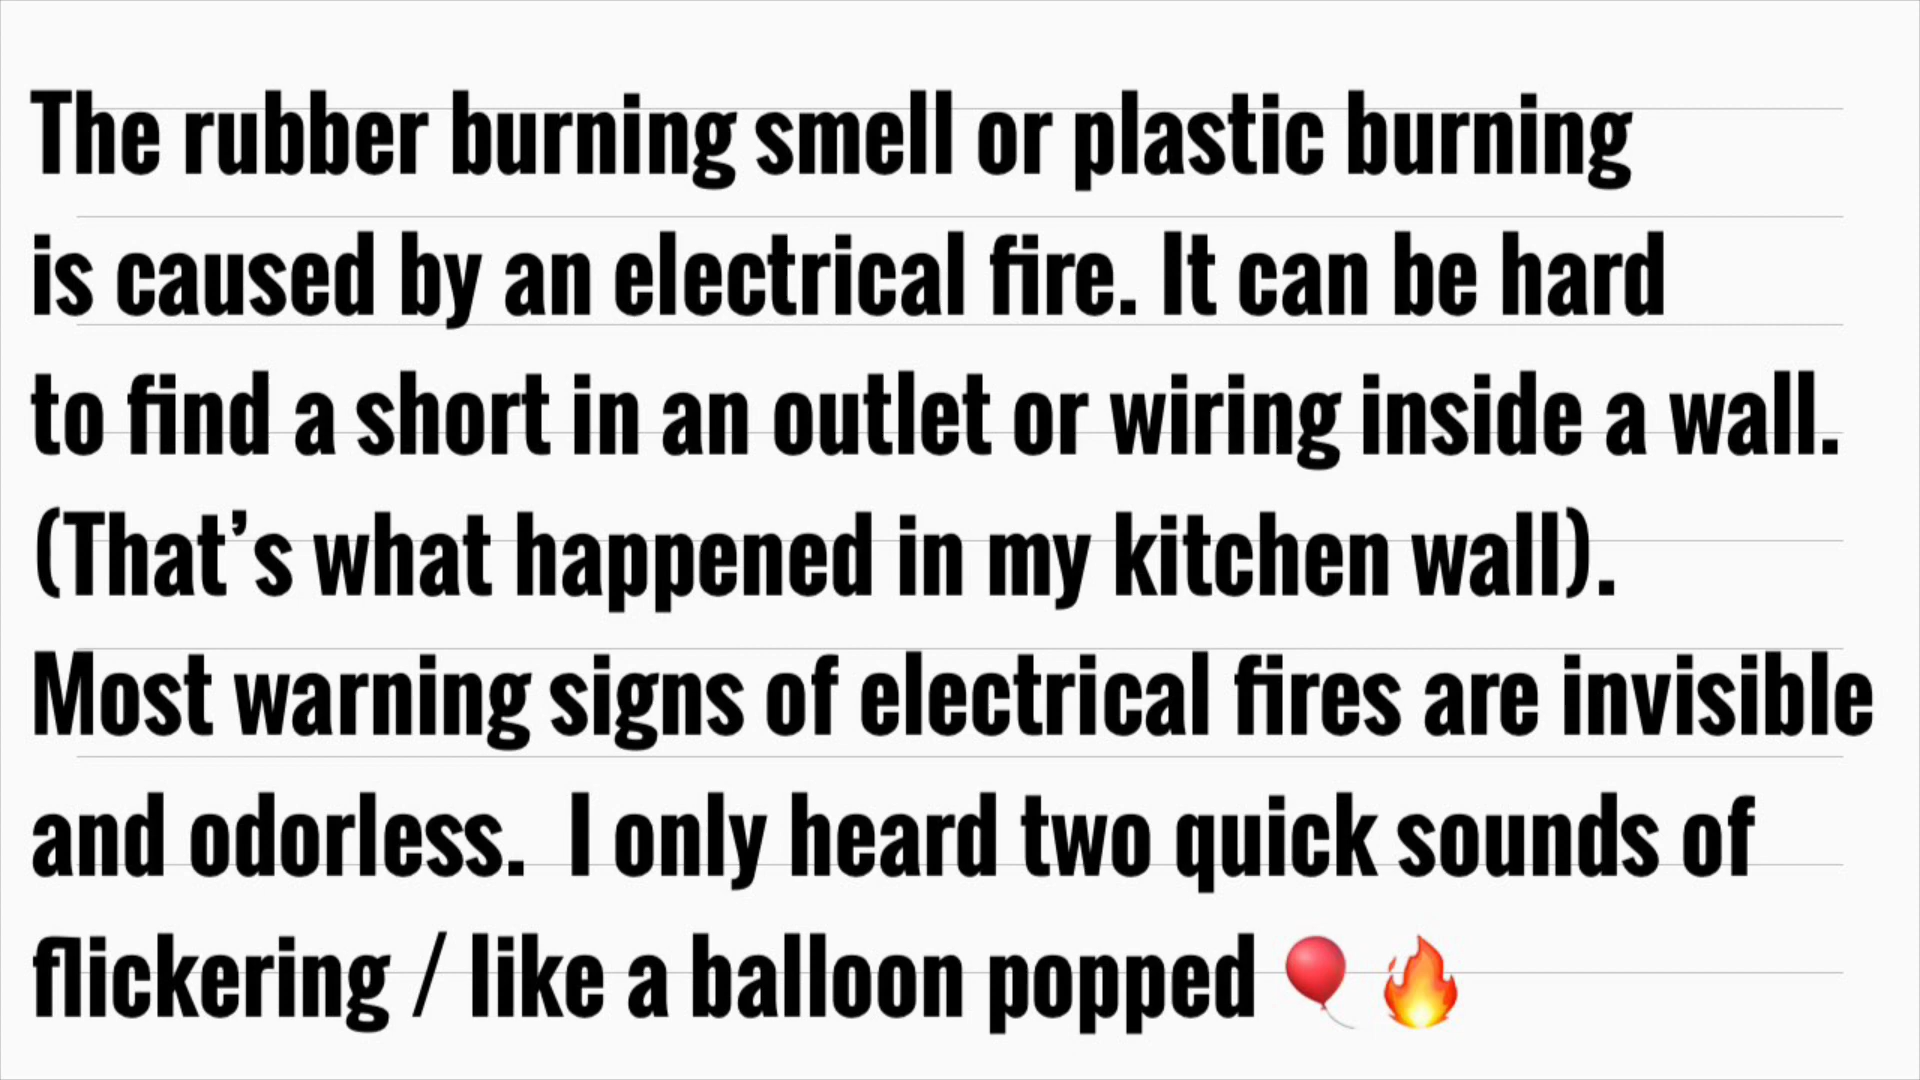 The rubber burning smell or plastic burning
is caused by an electrical fire. It can be hard
to find a short in an outlet or wiring inside a wall.
(That’s what happened in my kitchen wall).
Most warning signs of electrical fires are invisible
and odorless.  I only heard two quick sounds of
flickering / like a balloon popped 🎈🔥